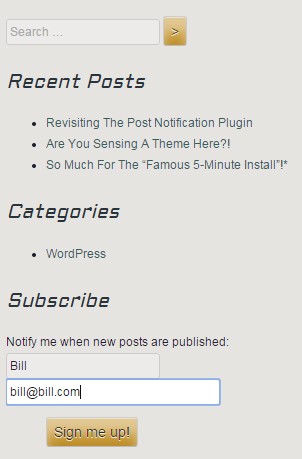 Search ...
>
Recent Posts
Revisiting The Post Notification Plugin
Are You Sensing A Theme Here?!
So Much For The “Famous 5-Minute Install”!*
Categories
WordPress
Subscribe
Notify me when new posts are published:
Bill
bill@bill.com
Sign me up!